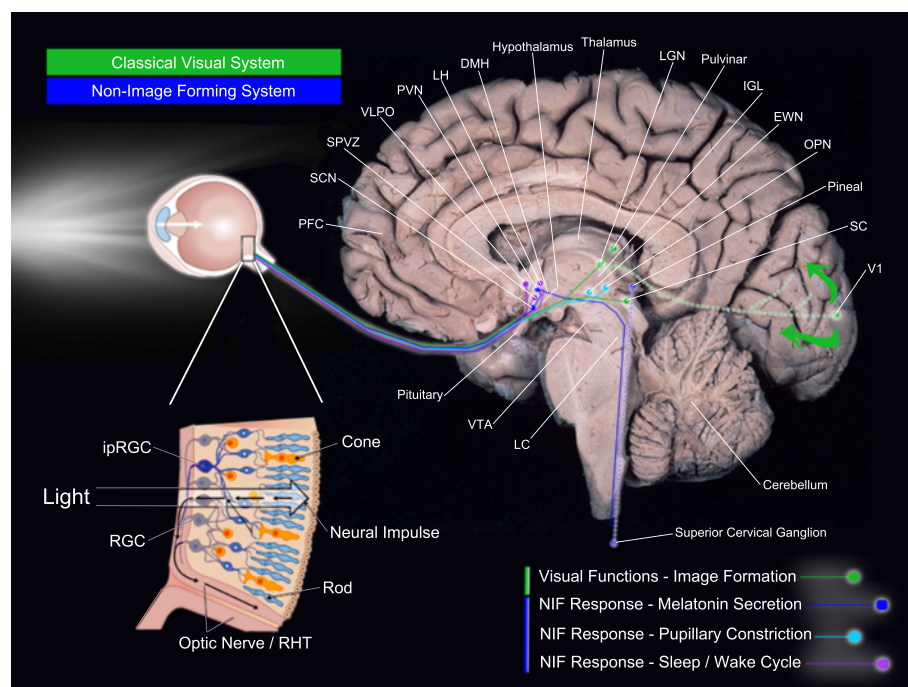 Classical Visual System
Non-Image Forming System
Hypothalamus
Thalamus
LGN
Pulvinar
DMH
LH
PVN
VLPO
SPVZ
SCN
PFC
IGL
EWN
OPN
Pineal
SC
V1
Pituitary
VTA
LC
Cerebellum
Superior Cervical Ganglion
ipRGC
Cone
Light
RGC
Neural Impulse
Rod
Optic Nerve / RHT
Visual Functions - Image Formation
NIF Response - Melatonin Secretion
NIF Response - Pupillary Constriction
NIF Response - Sleep / Wake Cycle